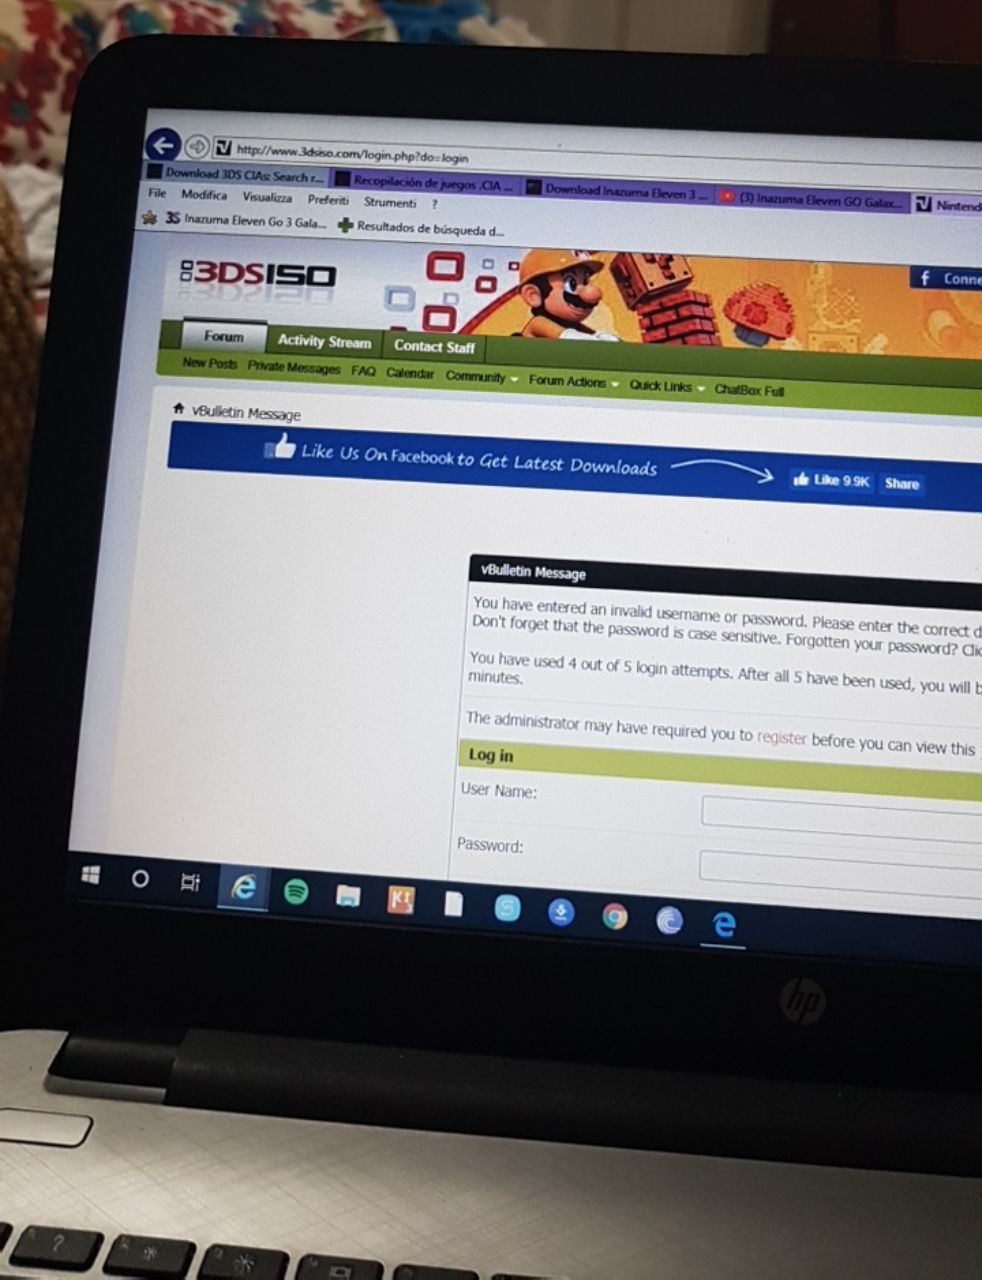 http://www.3dsiso.com/login.php?do=login
Download 3DS CIAs: Search r... Recopilación de juegos .CIA ... Download Inazuma Eleven 3 ... (3) Inazuma Eleven GO Galax... Nintend
File Modifica Visualizza Preferiti Strumenti ?
3S Inazuma Eleven Go 3 Gala... Resultados de búsqueda d...
3DSISO
f Conne
Forum Activity Stream Contact Staff
New Posts Private Messages FAQ Calendar Community Forum Actions Quick Links ChatBox Full
vBulletin Message
Like Us On Facebook to Get Latest Downloads Like 9.9K Share
vBulletin Message
You have entered an invalid username or password. Please enter the correct d
Don't forget that the password is case sensitive. Forgotten your password? Clic
You have used 4 out of 5 login attempts. After all 5 have been used, you will b
minutes.
The administrator may have required you to register before you can view this
Log in
User Name:
Password:
hp
?